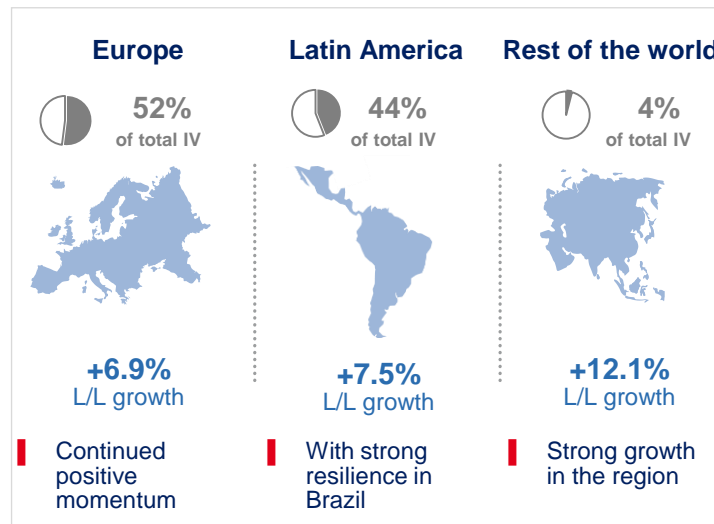 Europe
52%
of total IV
+6.9%
L/L growth
Continued
positive
momentum
Latin America
44%
of total IV
+7.5%
L/L growth
With strong
resilience in
Brazil
Rest of the world
4%
of total IV
+12.1%
L/L growth
Strong growth
in the region